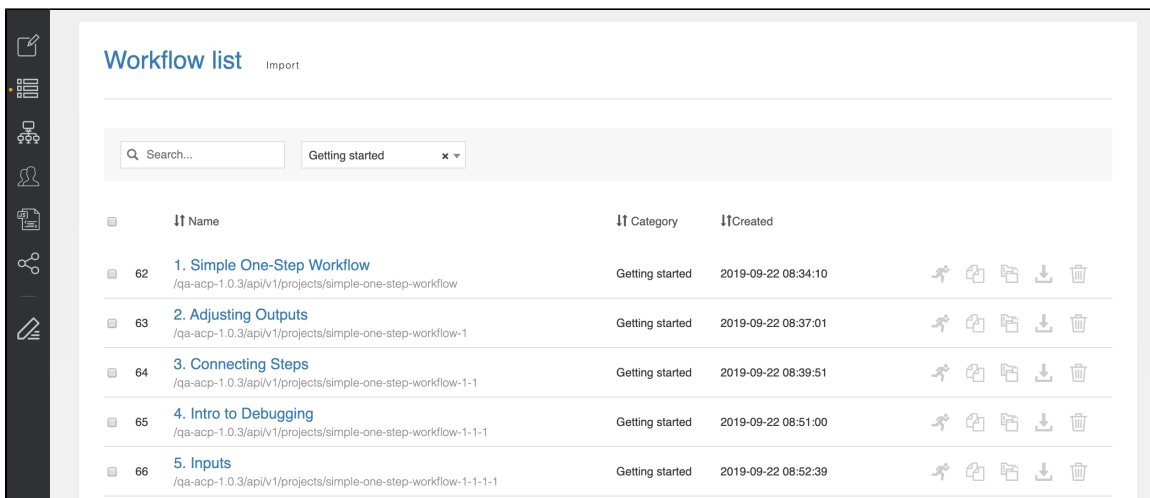 Workflow list Import
Search... Getting started
Name Category Created
62 1. Simple One-Step Workflow Getting started 2019-09-22 08:34:10
/qa-acp-1.0.3/api/v1/projects/simple-one-step-workflow
63 2. Adjusting Outputs Getting started 2019-09-22 08:37:01
/qa-acp-1.0.3/api/v1/projects/simple-one-step-workflow-1
64 3. Connecting Steps Getting started 2019-09-22 08:39:51
/qa-acp-1.0.3/api/v1/projects/simple-one-step-workflow-1-1
65 4. Intro to Debugging Getting started 2019-09-22 08:51:00
/qa-acp-1.0.3/api/v1/projects/simple-one-step-workflow-1-1-1
66 5. Inputs Getting started 2019-09-22 08:52:39
/qa-acp-1.0.3/api/v1/projects/simple-one-step-workflow-1-1-1-1